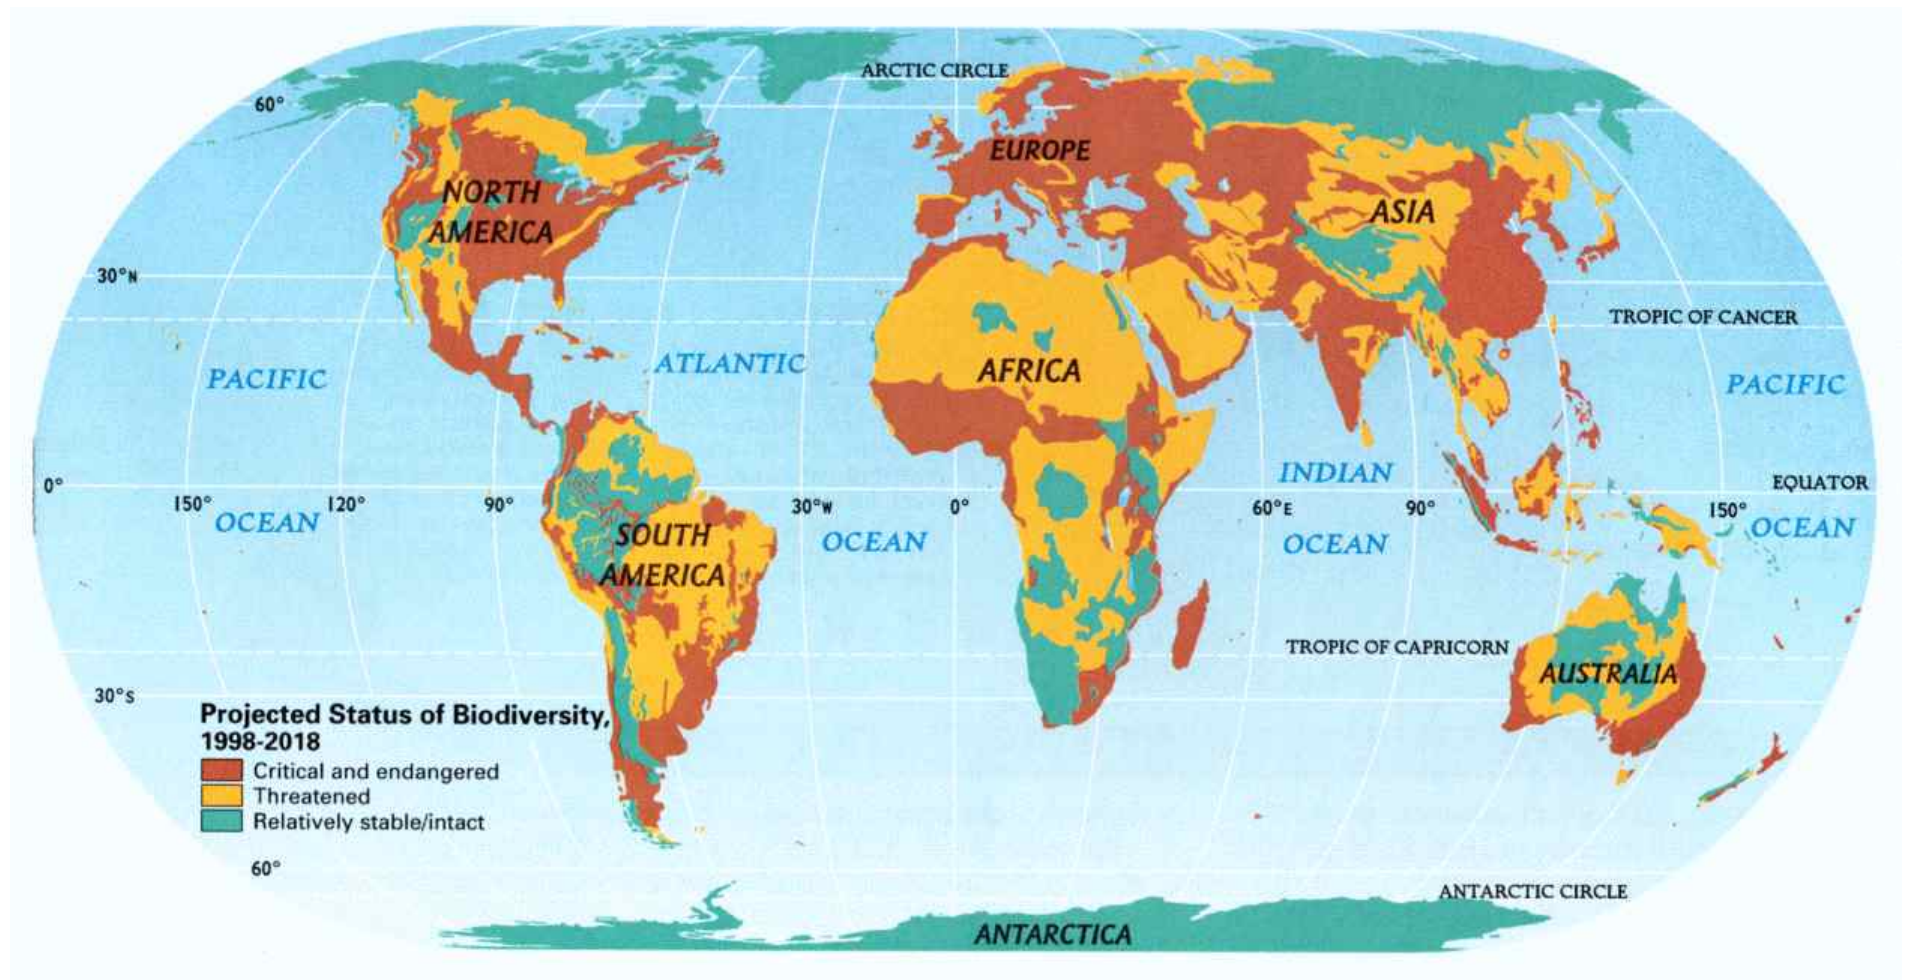 ARCTIC CIRCLE
60°
EUROPE
NORTH
AMERICA
ASIA
30°N
TROPIC OF CANCER
ATLANTIC
AFRICA
PACIFIC
PACIFIC
INDIAN
EQUATOR
0°
150°
120°
90°
30°W
0°
60°E
90°
150°
OCEAN
SOUTH
AMERICA
OCEAN
OCEAN
OCEAN
TROPIC OF CAPRICORN
AUSTRALIA
30°S
Projected Status of Biodiversity,
1998-2018
Critical and endangered
Threatened
Relatively stable/intact
60°
ANTARCTIC CIRCLE
ANTARCTICA